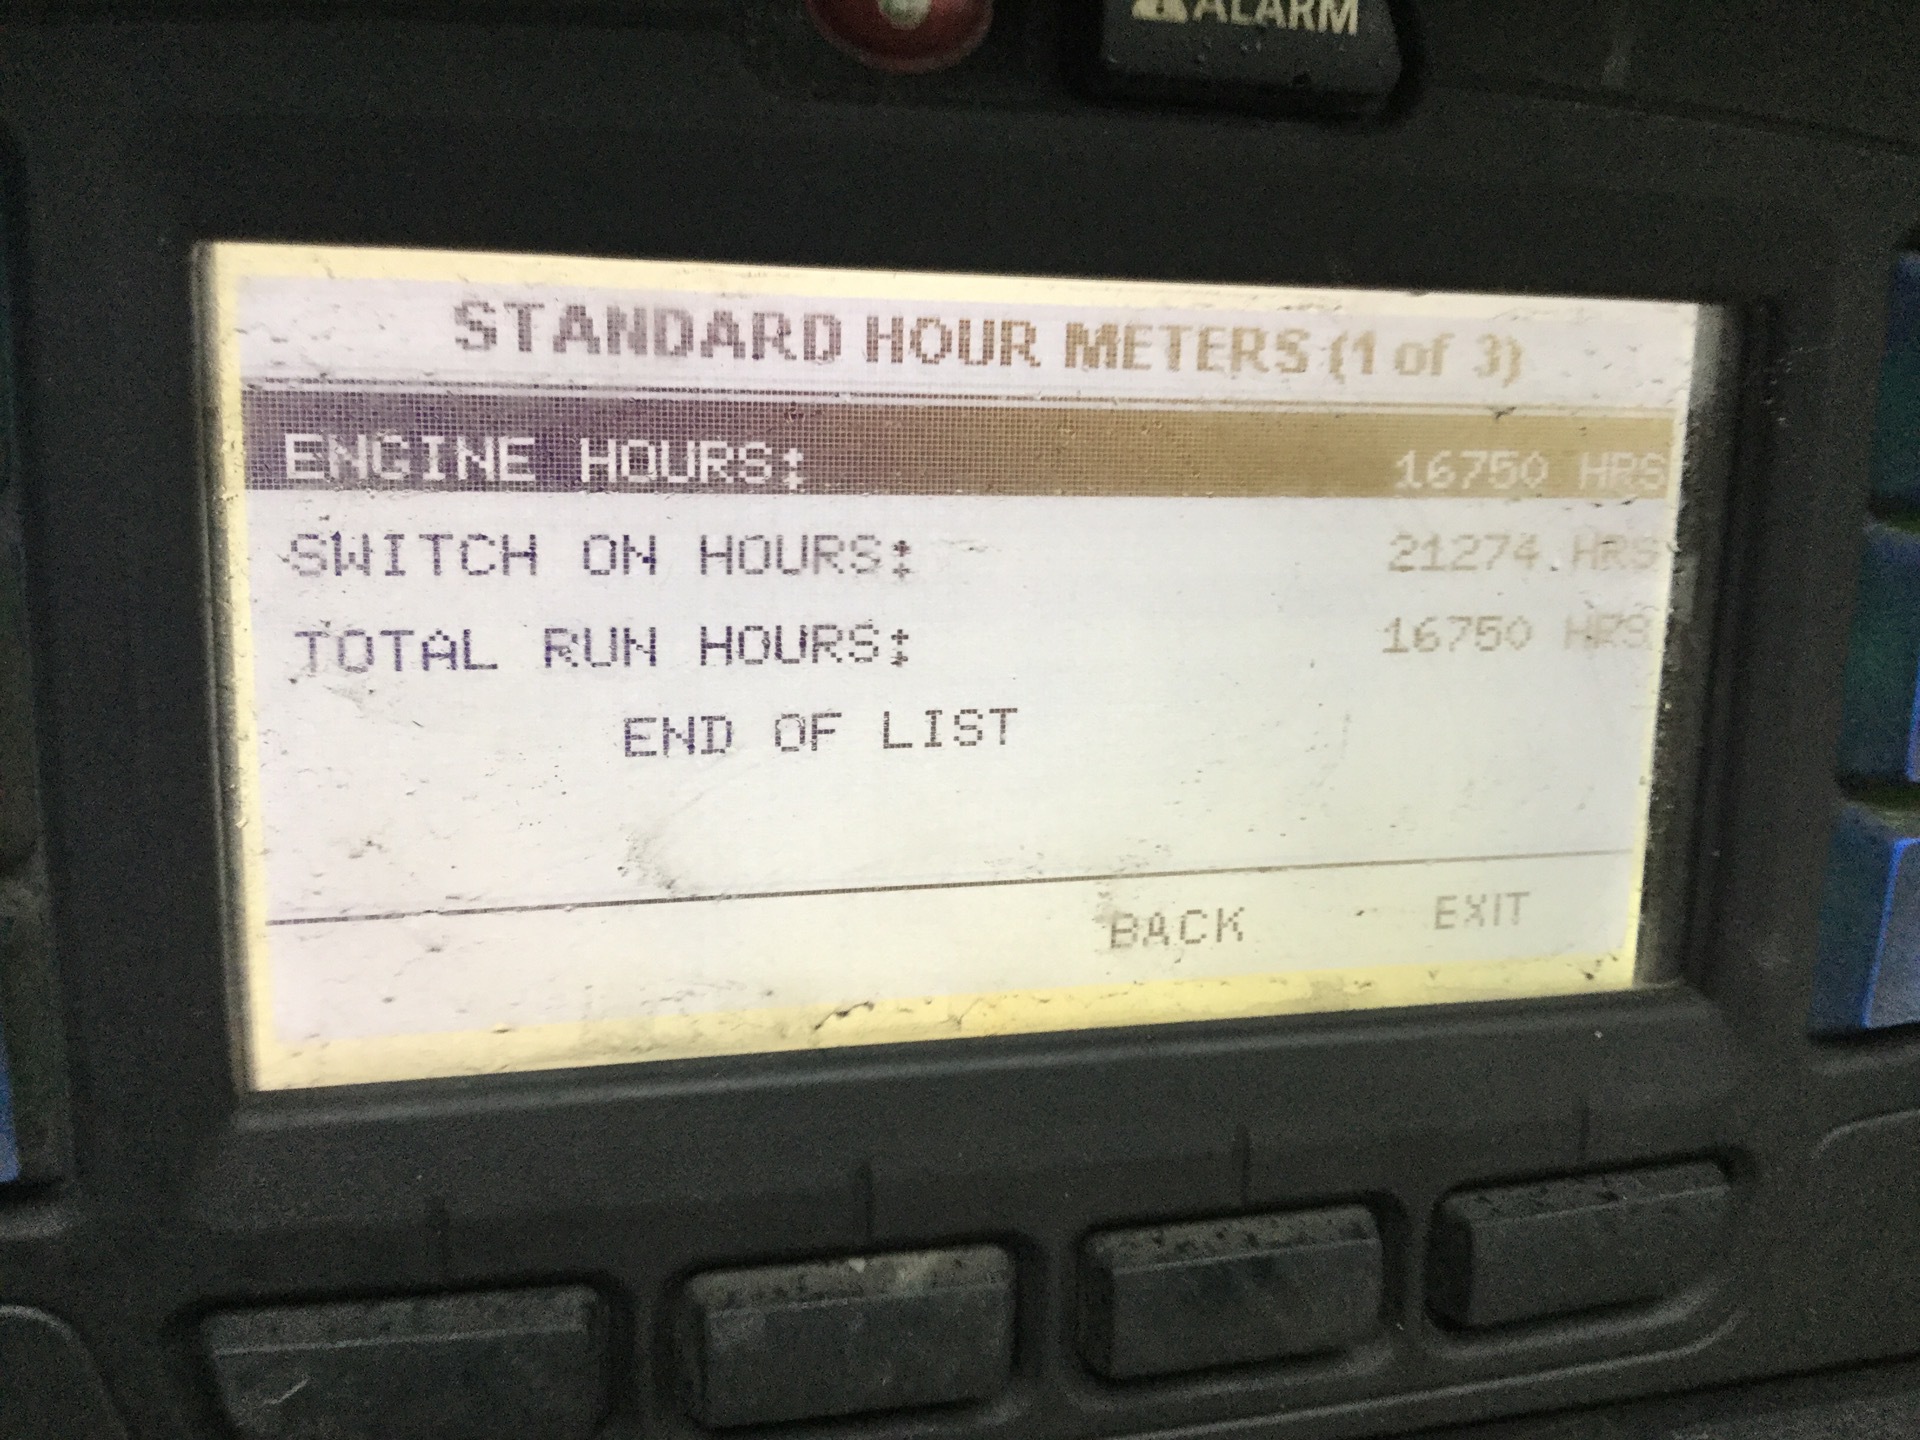 ALARM
STANDARD HOUR METERS (1 of 3)
ENGINE HOURS: 16750 HRS
SWITCH ON HOURS: 21274 HRS
TOTAL RUN HOURS: 16750 HRS
END OF LIST
BACK EXIT